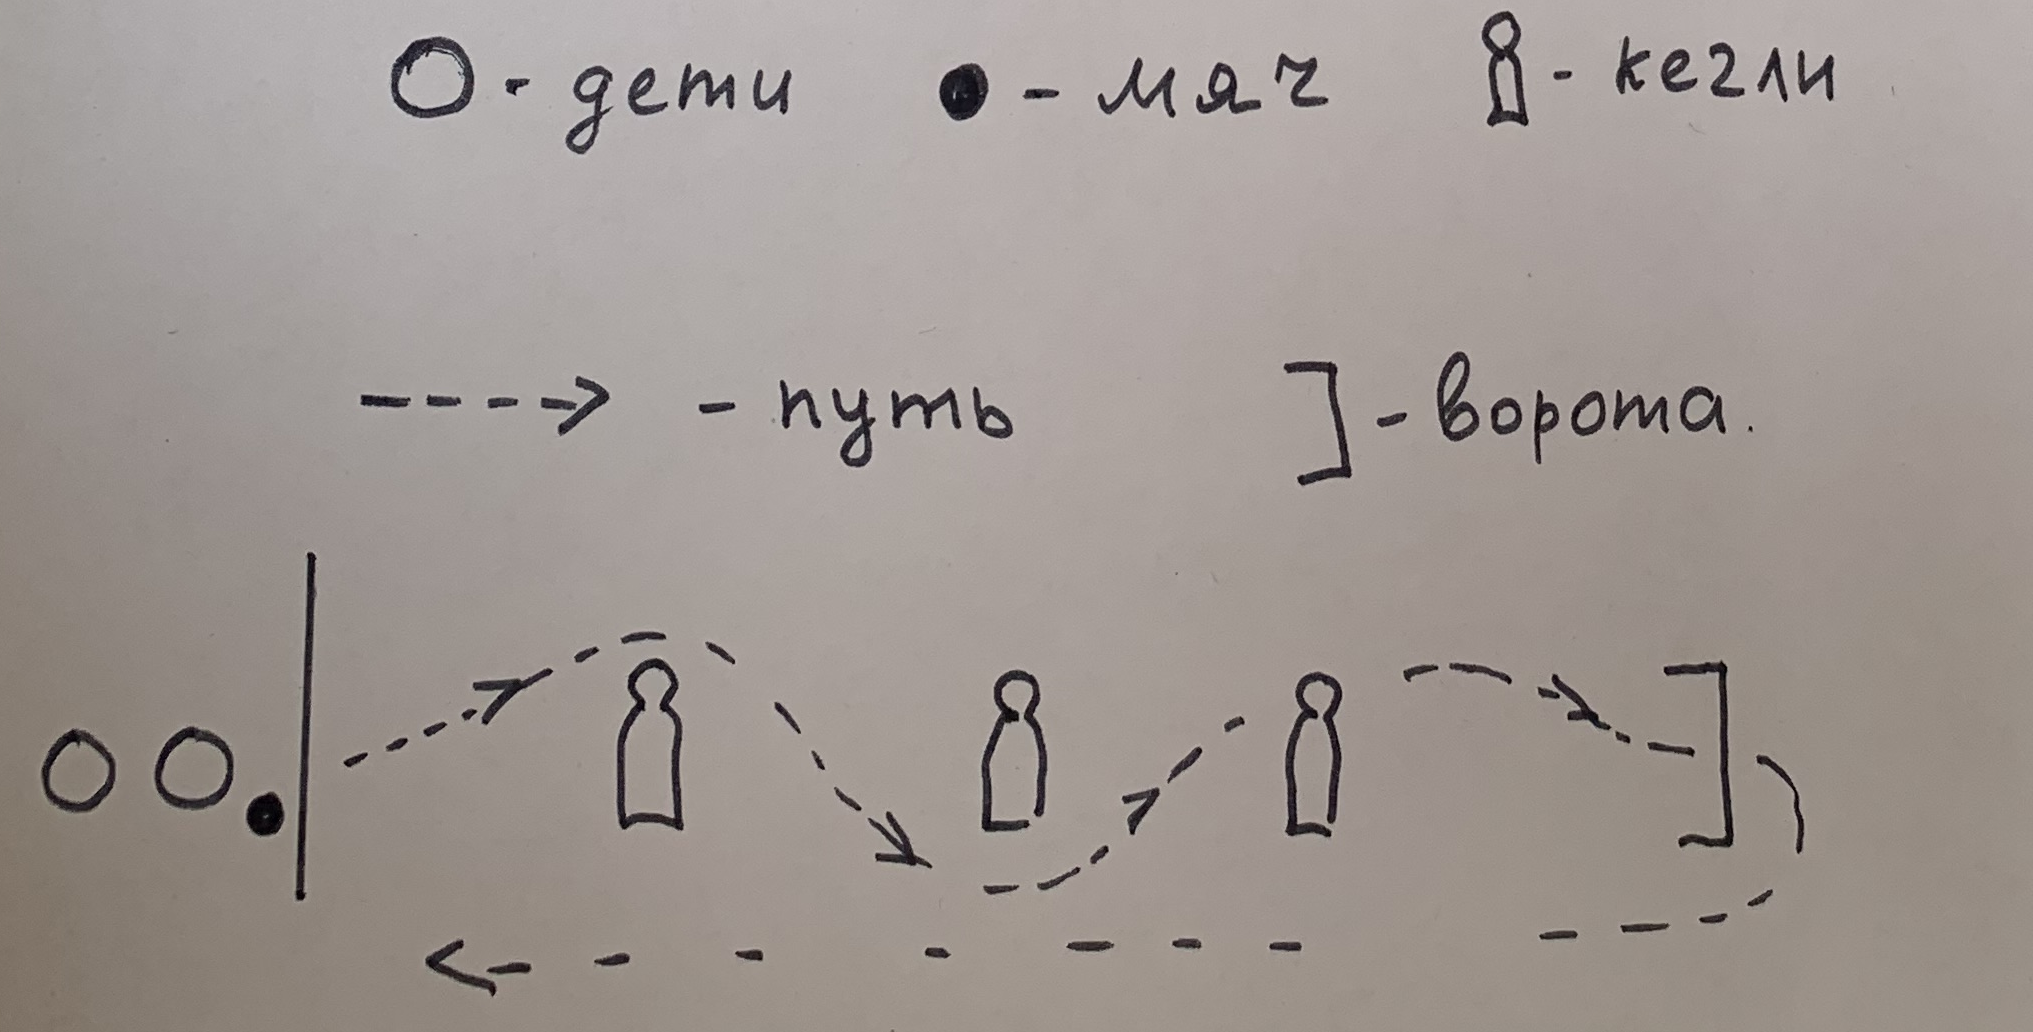 - дети - мяч - кегли
- путь - ворота.